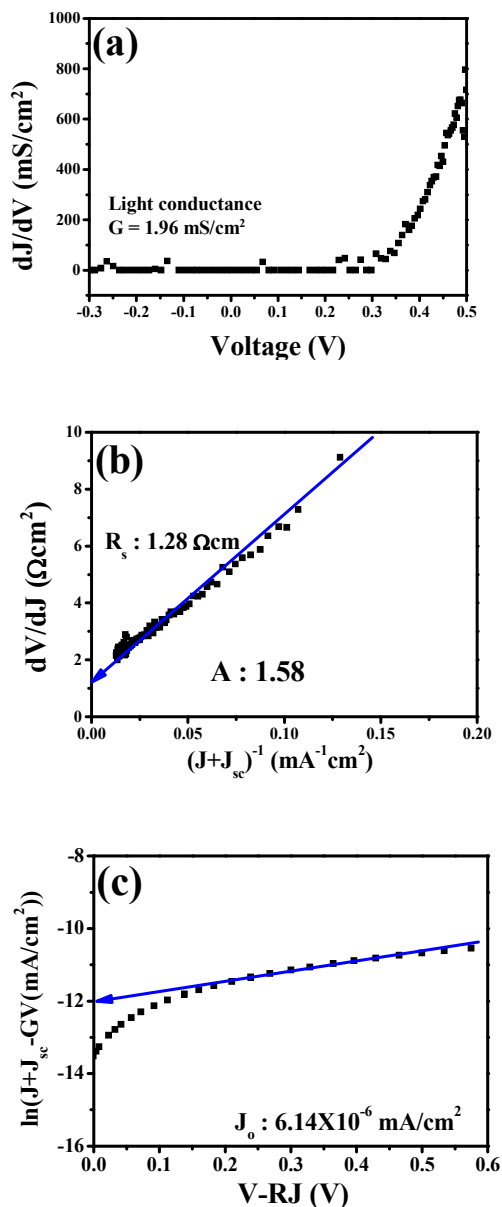 (a)
1000
800
600
400
200
0
dJ/dV (mS/cm²)
Light conductance
G = 1.96 mS/cm²
-0.3 -0.2 -0.1 0.0 0.1 0.2 0.3 0.4 0.5
Voltage (V)
(b)
10
8
6
4
2
0
dV/dJ (Ωcm²)
R_s : 1.28 Ωcm
A : 1.58
0.00 0.05 0.10 0.15 0.20
(J+J_sc)⁻¹ (mA⁻¹cm²)
(c)
-8
-10
-12
-14
-16
ln(J+J_sc-GV(mA/cm²))
J_o : 6.14X10⁻⁶ mA/cm²
0.0 0.1 0.2 0.3 0.4 0.5 0.6
V-RJ (V)